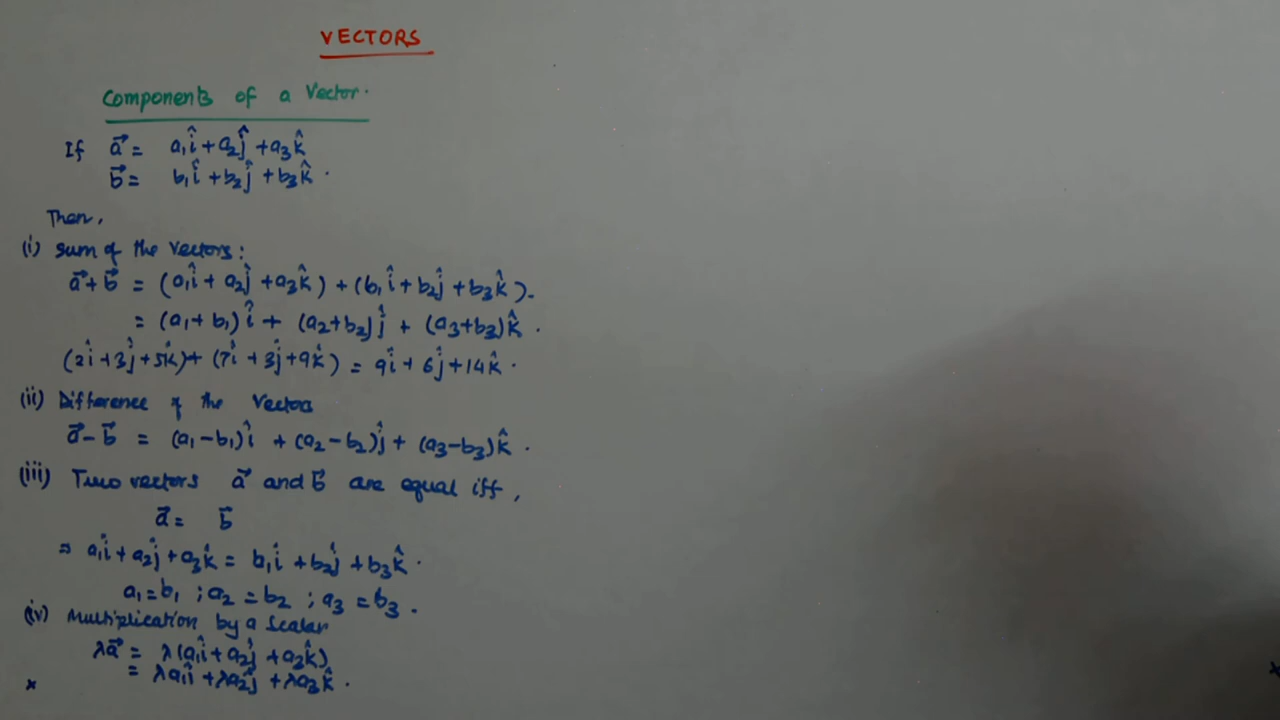 VECTORS
Components of a Vector.
If a⃗ = a₁î + a₂ĵ + a₃k̂
b⃗ = b₁î + b₂ĵ + b₃k̂ .
Then,
(i) Sum of the Vectors:
a⃗ + b⃗ = (a₁î + a₂ĵ + a₃k̂) + (b₁î + b₂ĵ + b₃k̂).
= (a₁ + b₁)î + (a₂ + b₂)ĵ + (a₃ + b₃)k̂ .
(2î + 3ĵ + 5k̂) + (7î + 3ĵ + 9k̂) = 9î + 6ĵ + 14k̂ .
(ii) Difference of the Vectors
a⃗ - b⃗ = (a₁ - b₁)î + (a₂ - b₂)ĵ + (a₃ - b₃)k̂ .
(iii) Two vectors a⃗ and b⃗ are equal iff ,
a⃗ = b⃗
⇒ a₁î + a₂ĵ + a₃k̂ = b₁î + b₂ĵ + b₃k̂ .
a₁ = b₁ ; a₂ = b₂ ; a₃ = b₃ .
(iv) Multiplication by a Scalar
λa⃗ = λ(a₁î + a₂ĵ + a₃k̂)
= λa₁î + λa₂ĵ + λa₃k̂ .